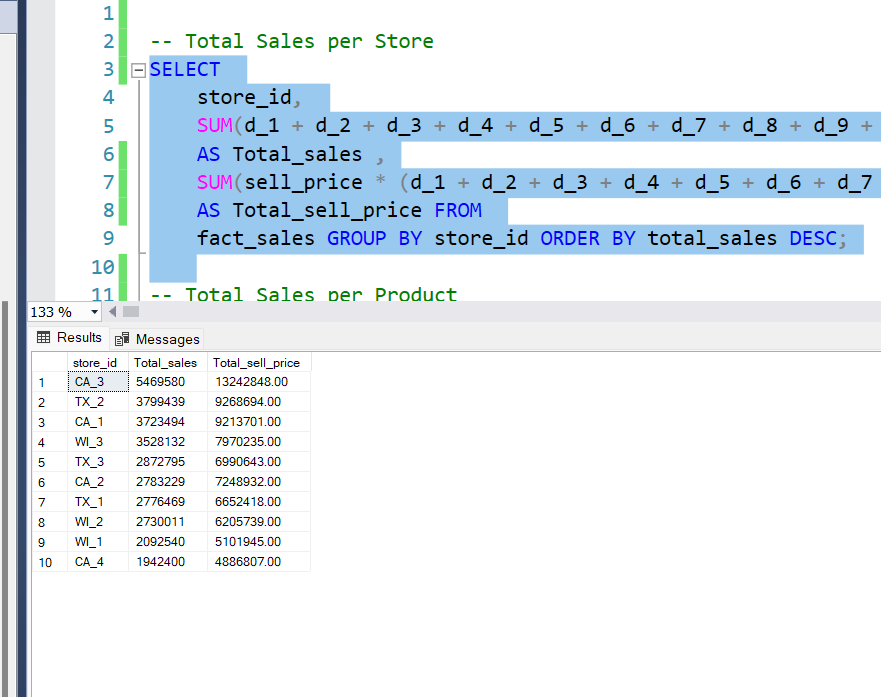 1
2 -- Total Sales per Store
3 SELECT
4 store_id,
5 SUM(d_1 + d_2 + d_3 + d_4 + d_5 + d_6 + d_7 + d_8 + d_9 +
6 AS Total_sales ,
7 SUM(sell_price * (d_1 + d_2 + d_3 + d_4 + d_5 + d_6 + d_7
8 AS Total_sell_price FROM
9 fact_sales GROUP BY store_id ORDER BY total_sales DESC;
10
11 -- Total Sales per Product
133 %
Results Messages
store_id Total_sales Total_sell_price
1 CA_3 5469580 13242848.00
2 TX_2 3799439 9268694.00
3 CA_1 3723494 9213701.00
4 WI_3 3528132 7970235.00
5 TX_3 2872795 6990643.00
6 CA_2 2783229 7248932.00
7 TX_1 2776469 6652418.00
8 WI_2 2730011 6205739.00
9 WI_1 2092540 5101945.00
10 CA_4 1942400 4886807.00